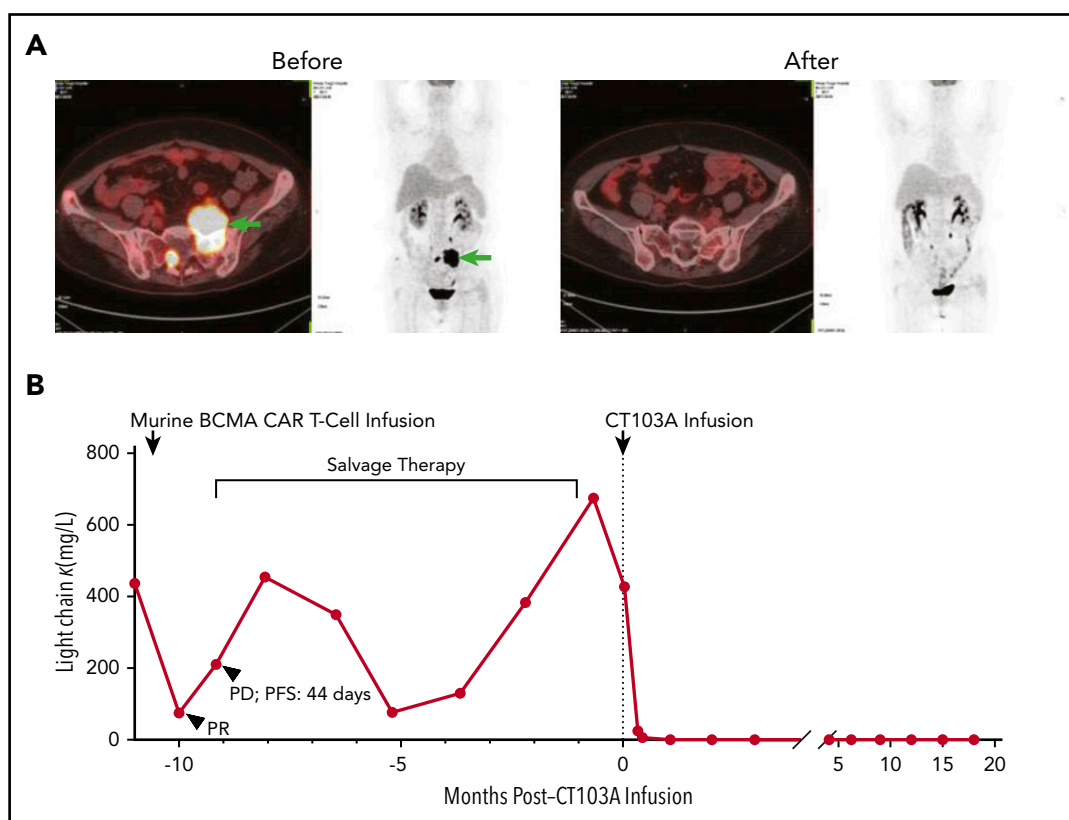 A
Before
After
B
Murine BCMA CAR T-Cell Infusion
CT103A Infusion
Salvage Therapy
800
600
400
200
0
Light chain κ(mg/L)
PD; PFS: 44 days
PR
-10
-5
0
5
10
15
20
Months Post–CT103A Infusion